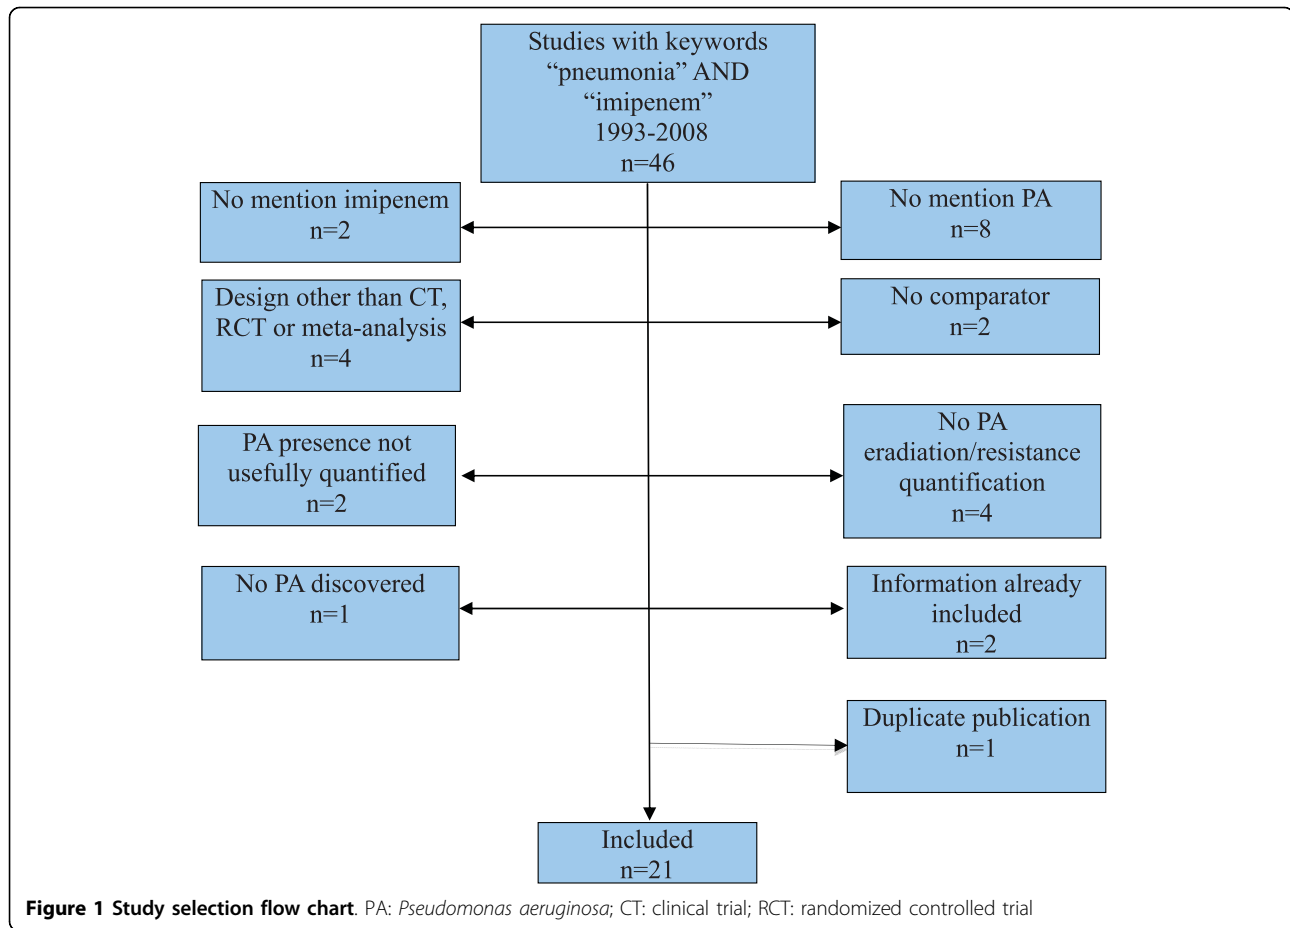 Studies with keywords
“pneumonia” AND
“imipenem”
1993-2008
n=46
No mention imipenem
n=2
No mention PA
n=8
Design other than CT,
RCT or meta-analysis
n=4
No comparator
n=2
PA presence not
usefully quantified
n=2
No PA
eradiation/resistance
quantification
n=4
No PA discovered
n=1
Information already
included
n=2
Duplicate publication
n=1
Included
n=21
Figure 1 Study selection flow chart. PA: Pseudomonas aeruginosa; CT: clinical trial; RCT: randomized controlled trial